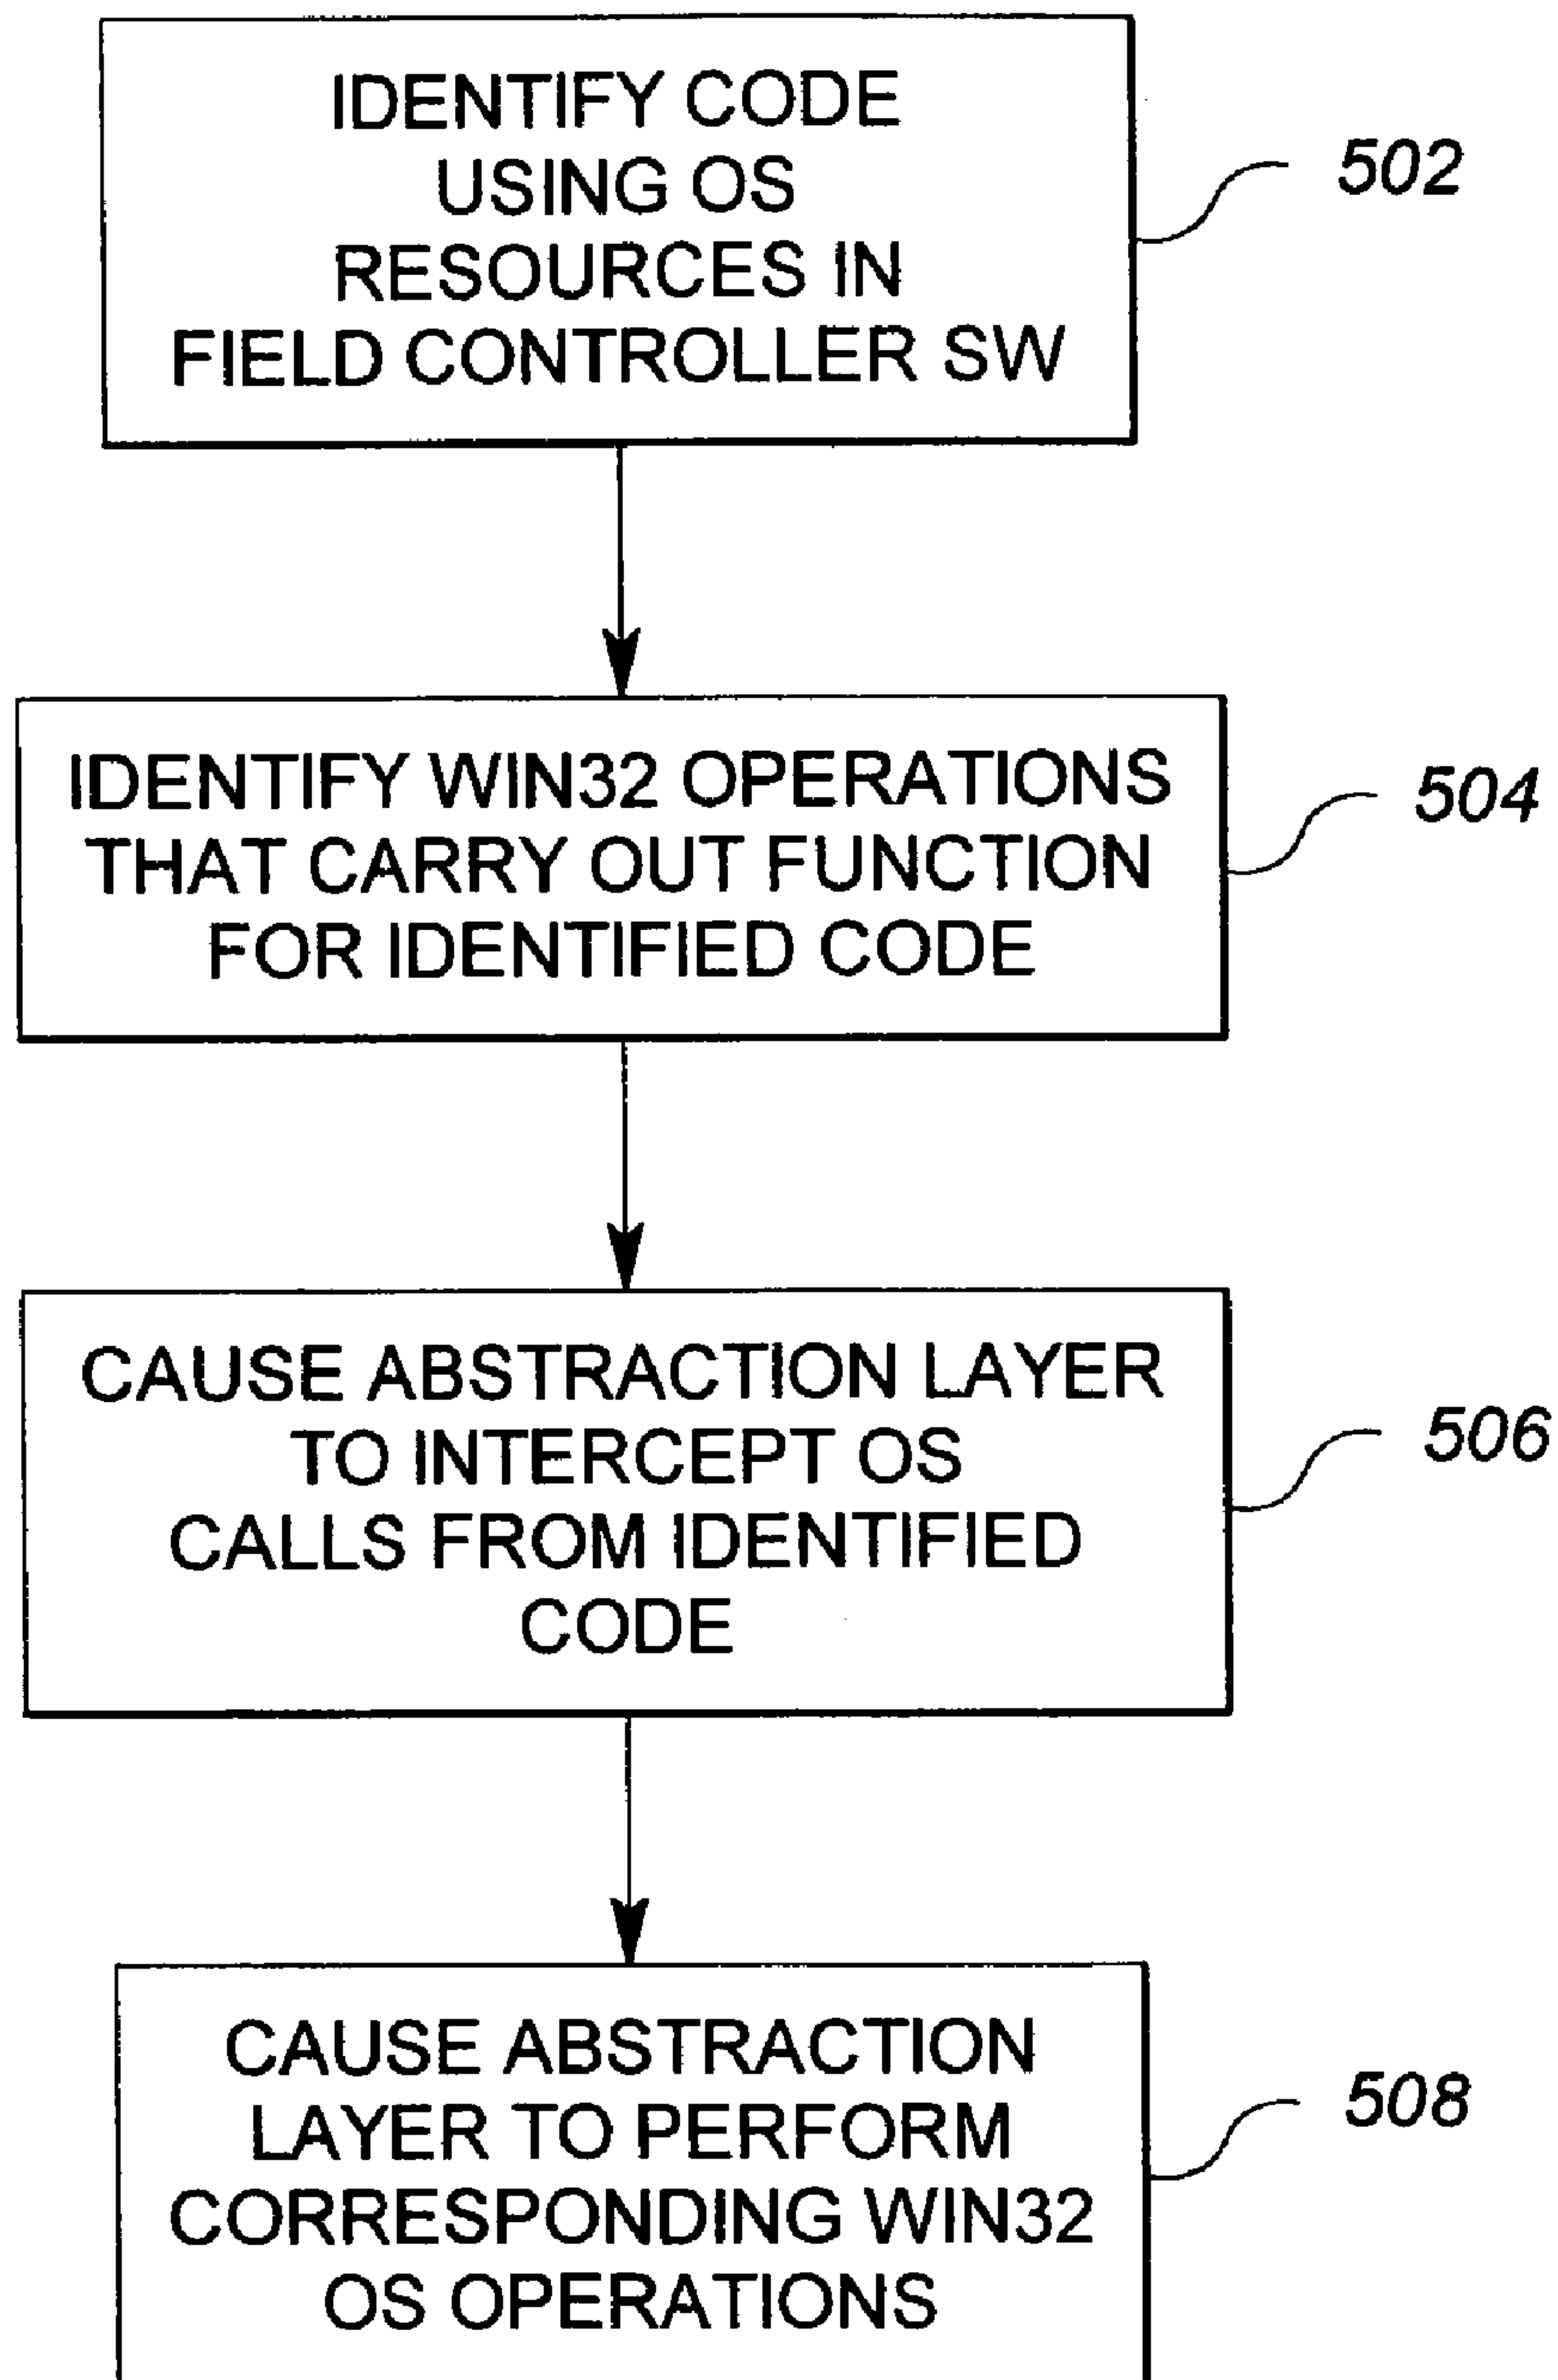 IDENTIFY CODE
USING OS
RESOURCES IN
FIELD CONTROLLER SW
502
IDENTIFY WIN32 OPERATIONS
THAT CARRY OUT FUNCTION
FOR IDENTIFIED CODE
504
CAUSE ABSTRACTION LAYER
TO INTERCEPT OS
CALLS FROM IDENTIFIED
CODE
506
CAUSE ABSTRACTION
LAYER TO PERFORM
CORRESPONDING WIN32
OS OPERATIONS
508